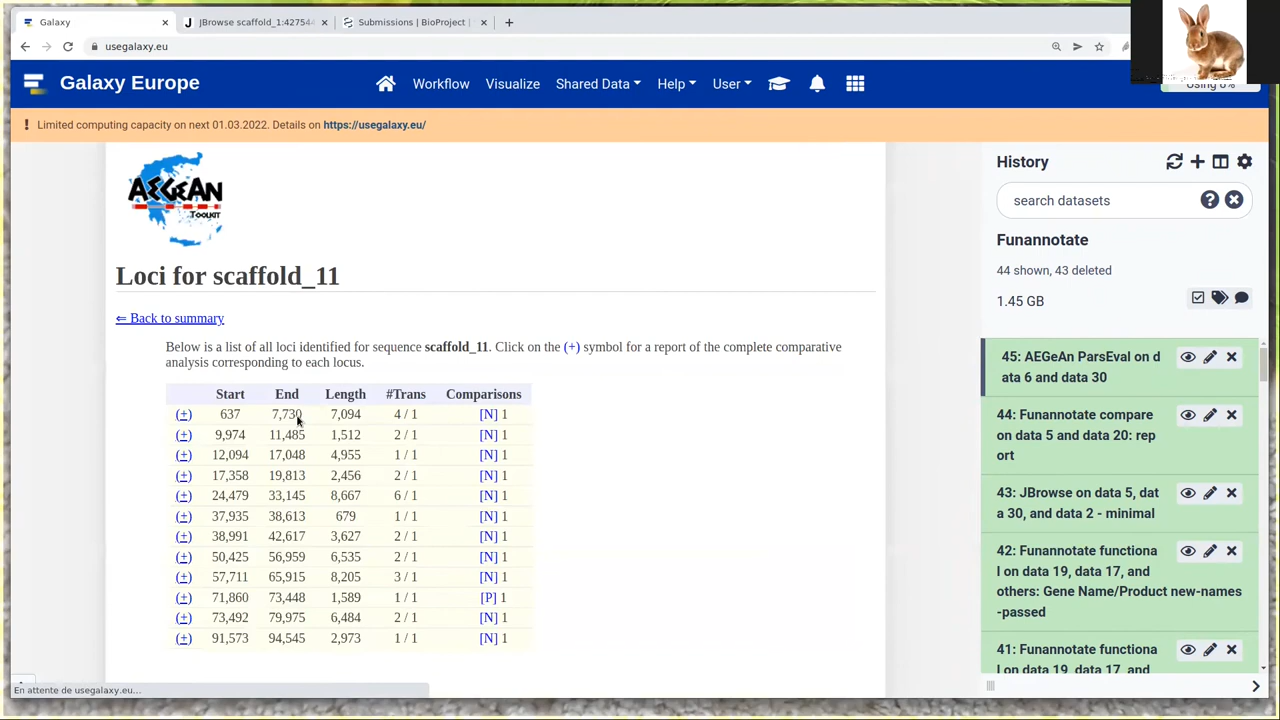 Galaxy
JBrowse scaffold_1:42754
Submissions | BioProject
usegalaxy.eu
Galaxy Europe
Workflow Visualize Shared Data Help User
Limited computing capacity on next 01.03.2022. Details on https://usegalaxy.eu/
AEGeAn
Toolkit
Loci for scaffold_11
⇐ Back to summary
Below is a list of all loci identified for sequence scaffold_11. Click on the (+) symbol for a report of the complete comparative
analysis corresponding to each locus.
Start End Length #Trans Comparisons
(+) 637 7,730 7,094 4 / 1 [N] 1
(+) 9,974 11,485 1,512 2 / 1 [N] 1
(+) 12,094 17,048 4,955 1 / 1 [N] 1
(+) 17,358 19,813 2,456 2 / 1 [N] 1
(+) 24,479 33,145 8,667 6 / 1 [N] 1
(+) 37,935 38,613 679 1 / 1 [N] 1
(+) 38,991 42,617 3,627 2 / 1 [N] 1
(+) 50,425 56,959 6,535 2 / 1 [N] 1
(+) 57,711 65,915 8,205 3 / 1 [N] 1
(+) 71,860 73,448 1,589 1 / 1 [P] 1
(+) 73,492 79,975 6,484 2 / 1 [N] 1
(+) 91,573 94,545 2,973 1 / 1 [N] 1
En attente de usegalaxy.eu...
History
search datasets
Funannotate
44 shown, 43 deleted
1.45 GB
45: AEGeAn ParsEval on d
ata 6 and data 30
44: Funannotate compare
on data 5 and data 20: rep
ort
43: JBrowse on data 5, dat
a 30, and data 2 - minimal
42: Funannotate functiona
l on data 19, data 17, and
others: Gene Name/Product new-names
-passed
41: Funannotate functiona
l on data 19, data 17, and